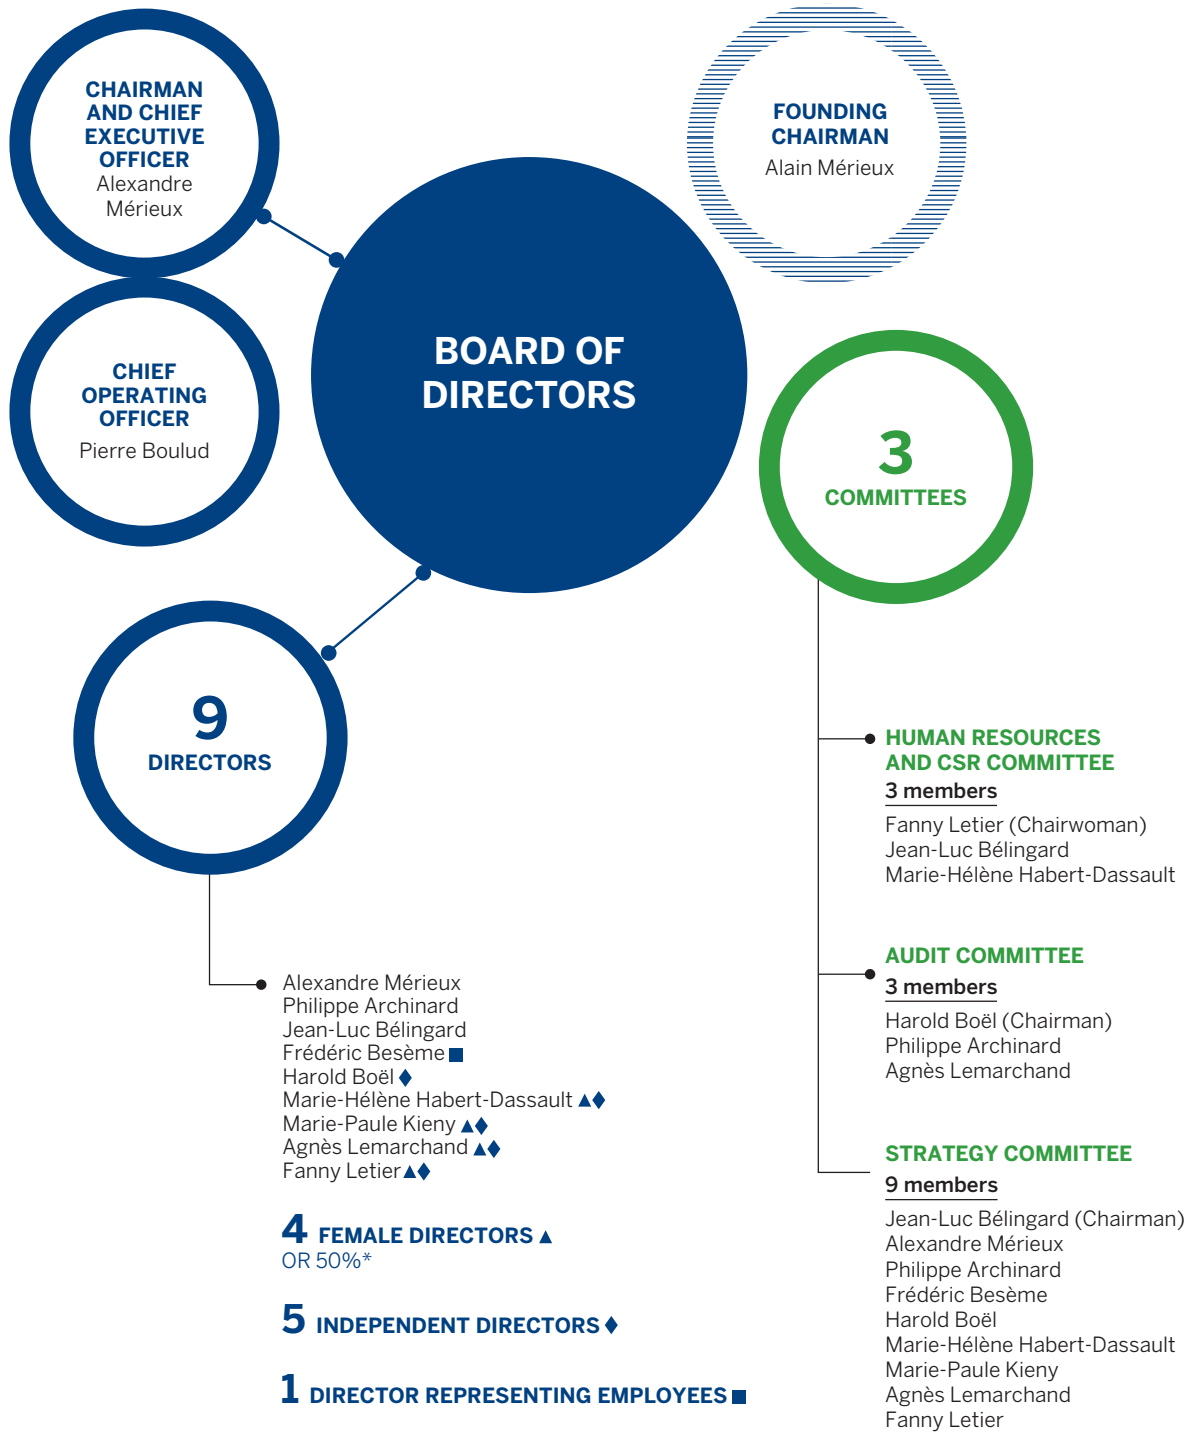 CHAIRMAN
AND CHIEF
EXECUTIVE
OFFICER
Alexandre
Mérieux
FOUNDING
CHAIRMAN
Alain Mérieux
BOARD OF
DIRECTORS
CHIEF
OPERATING
OFFICER
Pierre Boulud
3
COMMITTEES
9
DIRECTORS
Alexandre Mérieux
Philippe Archinard
Jean-Luc Bélingard
Frédéric Besème ■
Harold Boël ♦
Marie-Hélène Habert-Dassault ▲♦
Marie-Paule Kieny ▲♦
Agnès Lemarchand ▲♦
Fanny Letier ▲♦
4 FEMALE DIRECTORS ▲
OR 50%*
5 INDEPENDENT DIRECTORS ♦
1 DIRECTOR REPRESENTING EMPLOYEES ■
HUMAN RESOURCES
AND CSR COMMITTEE
3 members
Fanny Letier (Chairwoman)
Jean-Luc Bélingard
Marie-Hélène Habert-Dassault
AUDIT COMMITTEE
3 members
Harold Boël (Chairman)
Philippe Archinard
Agnès Lemarchand
STRATEGY COMMITTEE
9 members
Jean-Luc Bélingard (Chairman)
Alexandre Mérieux
Philippe Archinard
Frédéric Besème
Harold Boël
Marie-Hélène Habert-Dassault
Marie-Paule Kieny
Agnès Lemarchand
Fanny Letier